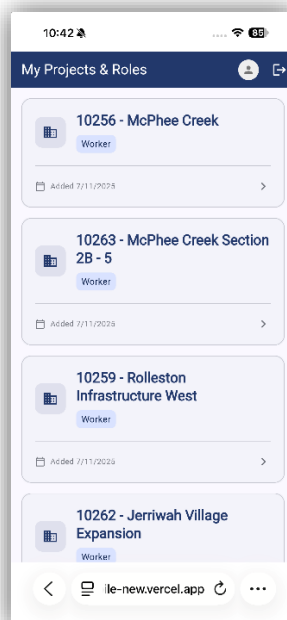 10:42
85
My Projects & Roles
10256 - McPhee Creek
Worker
Added 7/11/2025
10263 - McPhee Creek Section
2B - 5
Worker
Added 7/11/2025
10259 - Rolleston
Infrastructure West
Worker
Added 7/11/2025
10262 - Jerriwah Village
Expansion
Worker
ile-new.vercel.app